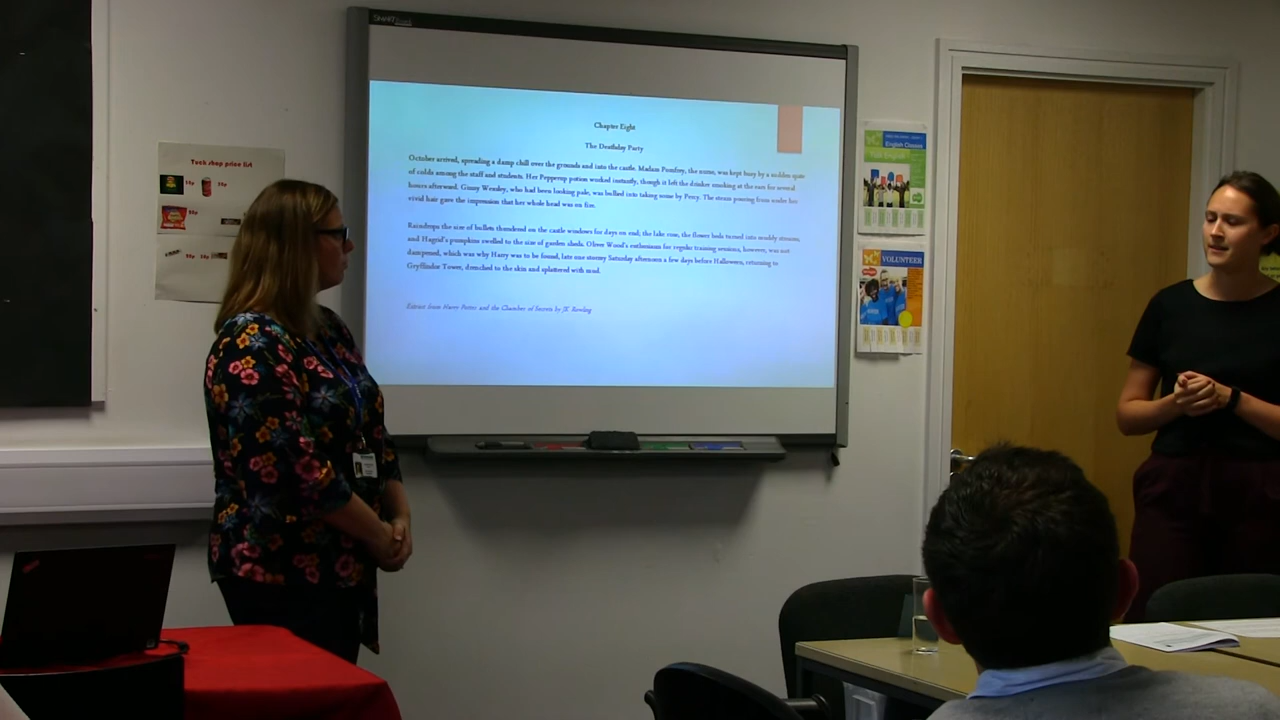 SMART Board
Chapter Eight
The Deathday Party
October arrived, spreading a damp chill over the grounds and into the castle. Madam Pomfrey, the nurse, was kept busy by a sudden spate
of colds among the staff and students. Her Pepperup potion worked instantly, though it left the drinker smoking at the ears for several
hours afterward. Ginny Weasley, who had been looking pale, was bullied into taking some by Percy. The steam pouring from under her
vivid hair gave the impression that her whole head was on fire.
Raindrops the size of bullets thundered on the castle windows for days on end; the lake rose, the flower beds turned into muddy streams,
and Hagrid's pumpkins swelled to the size of garden sheds. Oliver Wood's enthusiasm for regular training sessions, however, was not
dampened, which was why Harry was to be found, late one stormy Saturday afternoon a few days before Halloween, returning to
Gryffindor Tower, drenched to the skin and splattered with mud.
Extract from Harry Potter and the Chamber of Secrets by JK Rowling
Tuck shop price list
English Classes
VOLUNTEER